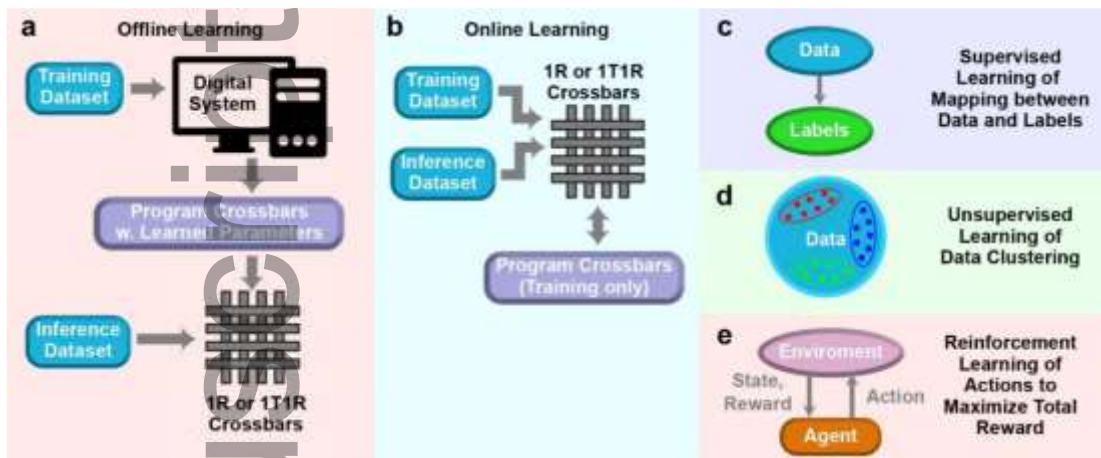 a
Offline Learning
Training
Dataset
Digital
System
Program Crossbars
w. Learned Parameters
Inference
Dataset
1R or 1T1R
Crossbars
b
Online Learning
Training
Dataset
Inference
Dataset
1R or 1T1R
Crossbars
Program Crossbars
(Training only)
c
Data
Labels
Supervised
Learning of
Mapping between
Data and Labels
d
Data
Unsupervised
Learning of
Data Clustering
e
Enviroment
State,
Reward
Action
Agent
Reinforcement
Learning of
Actions to
Maximize Total
Reward